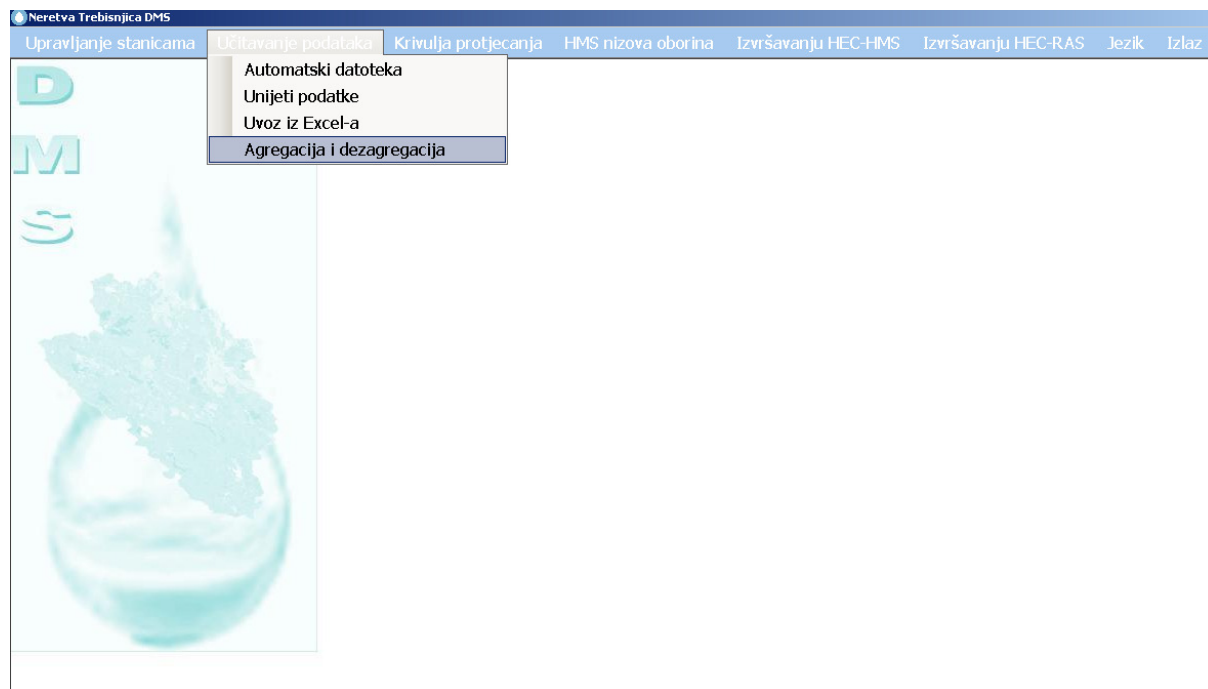 Neretva Trebisnjica DMS
Upravljanje stanicama Učitavanje podataka Krivulja protjecanja HMS nizova oborina Izvršavanju HEC-HMS Izvršavanju HEC-RAS Jezik Izlaz
Automatski datoteka
Unijeti podatke
Uvoz iz Excel-a
Agregacija i dezagregacija
D
M
S